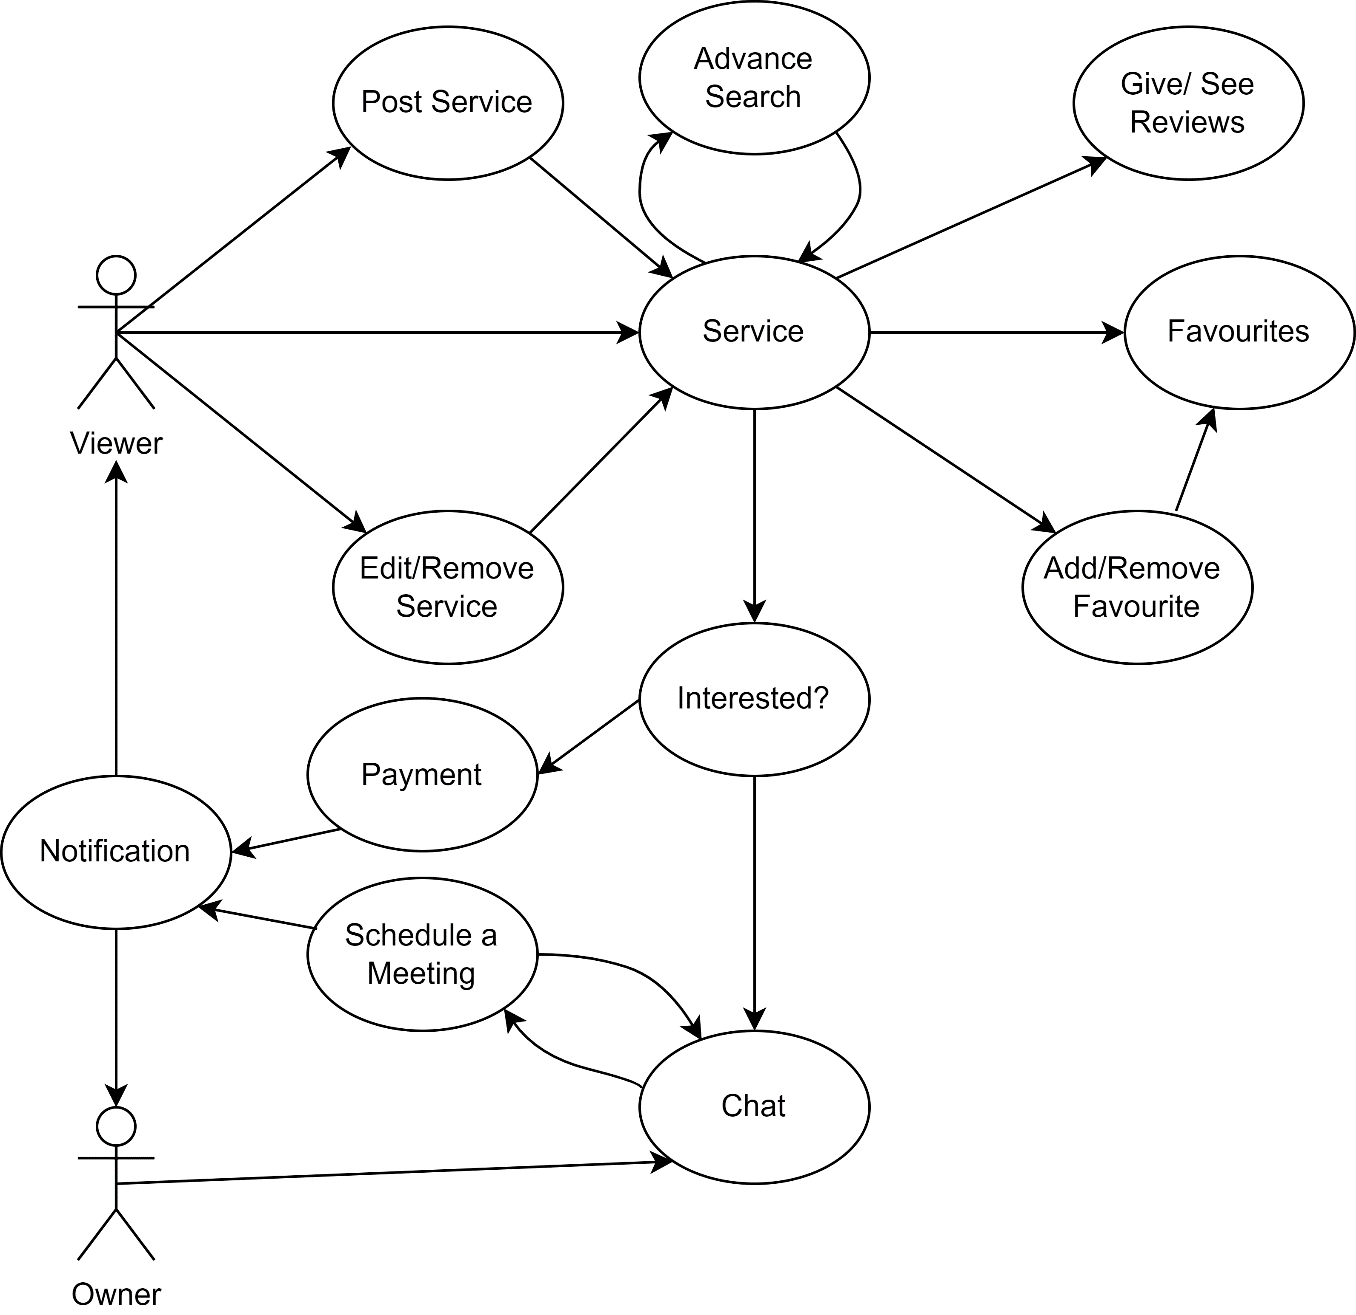 Advance
Search
Post Service
Give/ See
Reviews
Service
Favourites
Viewer
Edit/Remove
Service
Add/Remove
Favourite
Interested?
Payment
Notification
Schedule a
Meeting
Chat
Owner